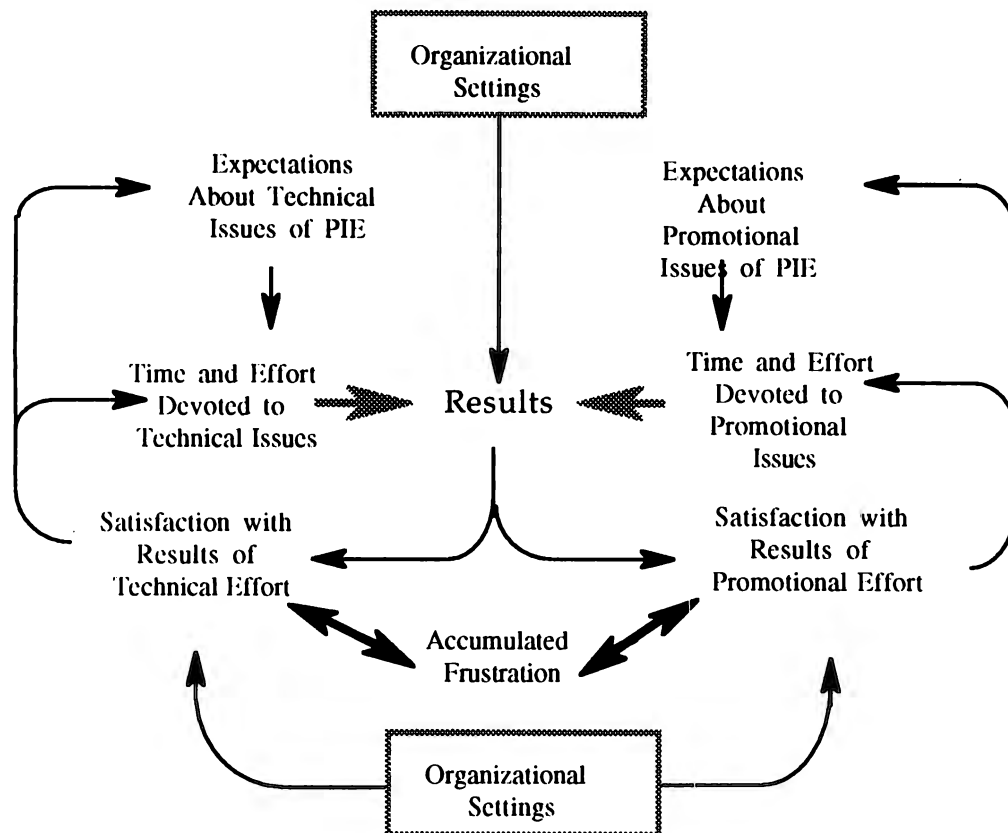 Organizational
Settings
Expectations
About Technical
Issues of PIE
Expectations
About
Promotional
Issues of PIE
Time and Effort
Devoted to
Technical Issues
Results
Time and Effort
Devoted to
Promotional
Issues
Satisfaction with
Results of
Technical Effort
Satisfaction with
Results of
Promotional Effort
Accumulated
Frustration
Organizational
Settings